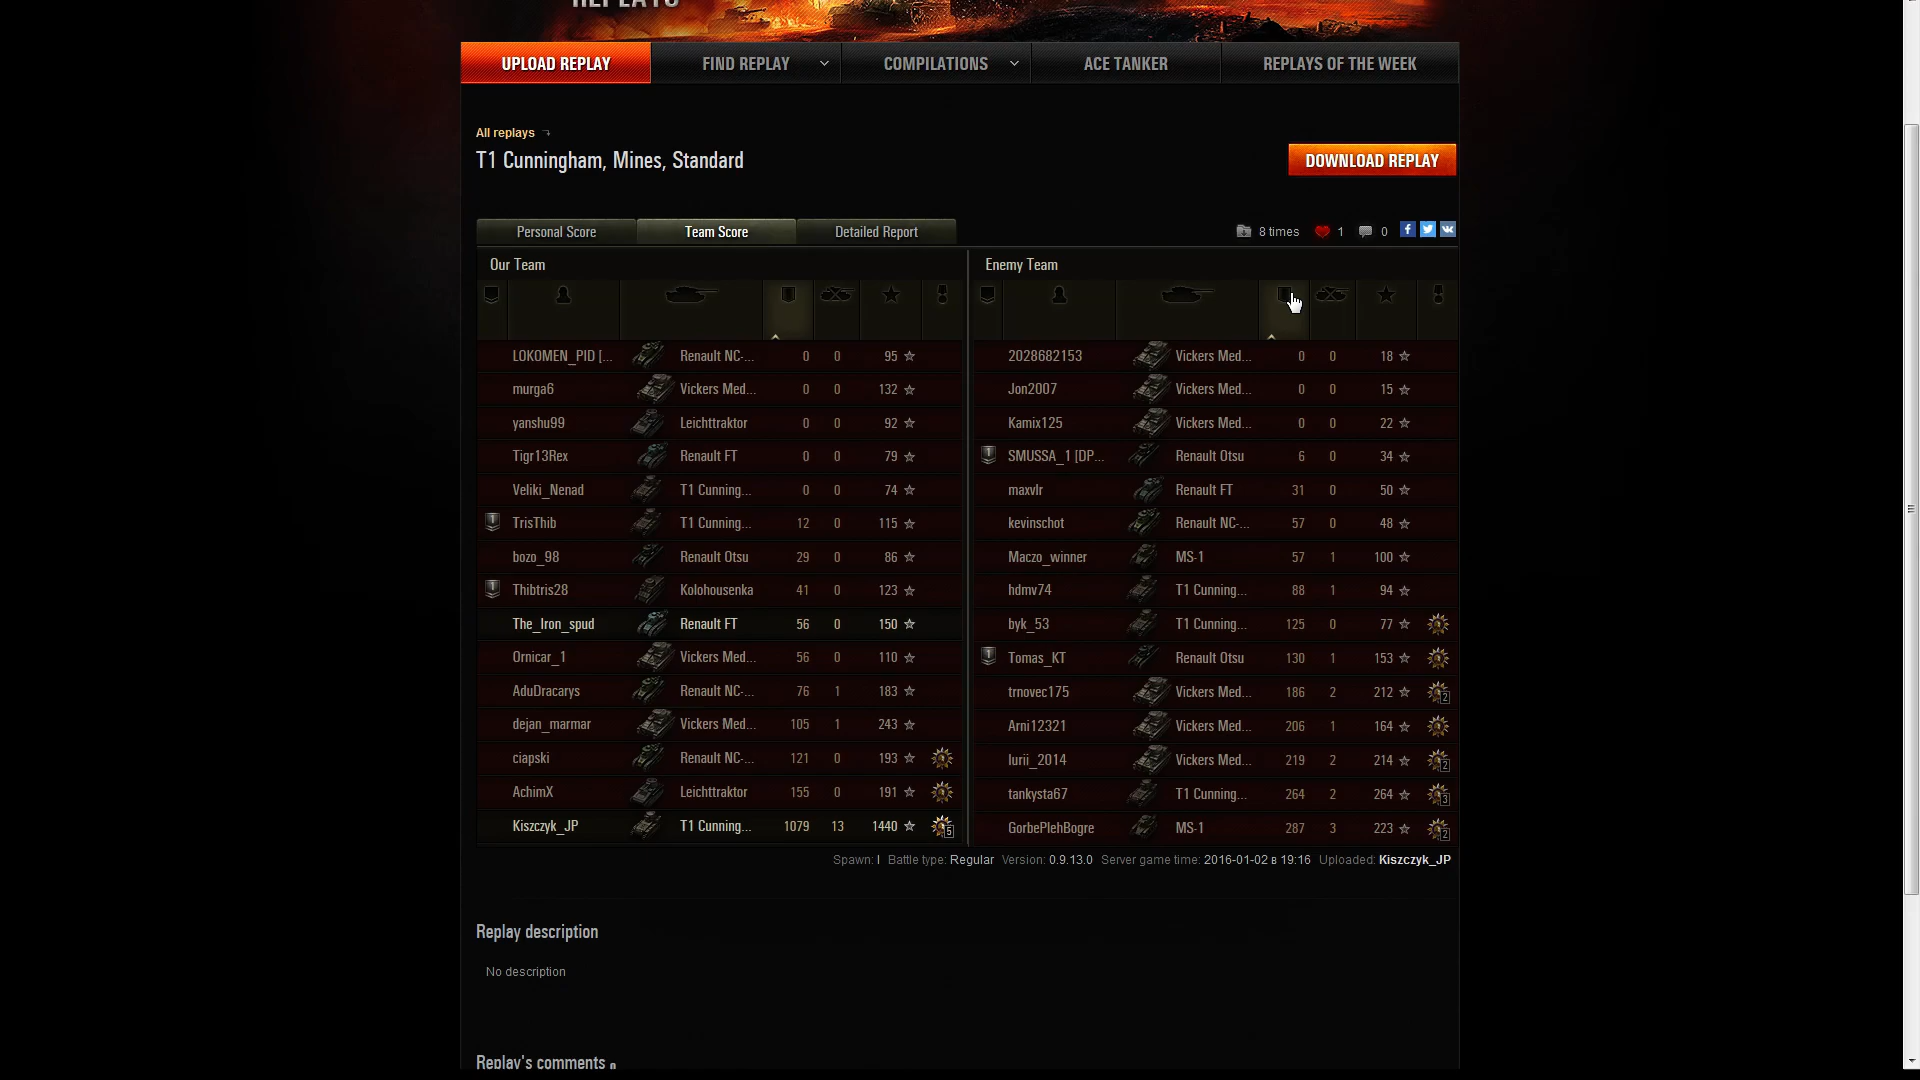 REPLAYS
UPLOAD REPLAY FIND REPLAY COMPILATIONS ACE TANKER REPLAYS OF THE WEEK
All replays
T1 Cunningham, Mines, Standard
DOWNLOAD REPLAY
Personal Score Team Score Detailed Report 8 times 1 0
Our Team Enemy Team
LOKOMEN_PID [... Renault NC-... 0 0 95 2028682153 Vickers Med... 0 0 18
murga6 Vickers Med... 0 0 132 Jon2007 Vickers Med... 0 0 15
yanshu99 Leichttraktor 0 0 92 Kamix125 Vickers Med... 0 0 22
Tigr13Rex Renault FT 0 0 79 SMUSSA_1 [DP... Renault Otsu 6 0 34
Veliki_Nenad T1 Cunning... 0 0 74 maxvlr Renault FT 31 0 50
TrisThib T1 Cunning... 12 0 115 kevinschot Renault NC-... 57 0 48
bozo_98 Renault Otsu 29 0 86 Maczo_winner MS-1 57 1 100
Thibtris28 Kolohousenka 41 0 123 hdmv74 T1 Cunning... 88 1 94
The_Iron_spud Renault FT 56 0 150 byk_53 T1 Cunning... 125 0 77
Ornicar_1 Vickers Med... 56 0 110 Tomas_KT Renault Otsu 130 1 153
AduDracarys Renault NC-... 76 1 183 trnovec175 Vickers Med... 186 2 212 2
dejan_marmar Vickers Med... 105 1 243 Arni12321 Vickers Med... 206 1 164
ciapski Renault NC-... 121 0 193 Iurii_2014 Vickers Med... 219 2 214 2
AchimX Leichttraktor 155 0 191 tankysta67 T1 Cunning... 264 2 264 3
Kiszczyk_JP T1 Cunning... 1079 13 1440 5 GorbePlehBogre MS-1 287 3 223 2
Spawn: I Battle type: Regular Version: 0.9.13.0 Server game time: 2016-01-02 в 19:16 Uploaded: Kiszczyk_JP
Replay description
No description
Replay's comments 0